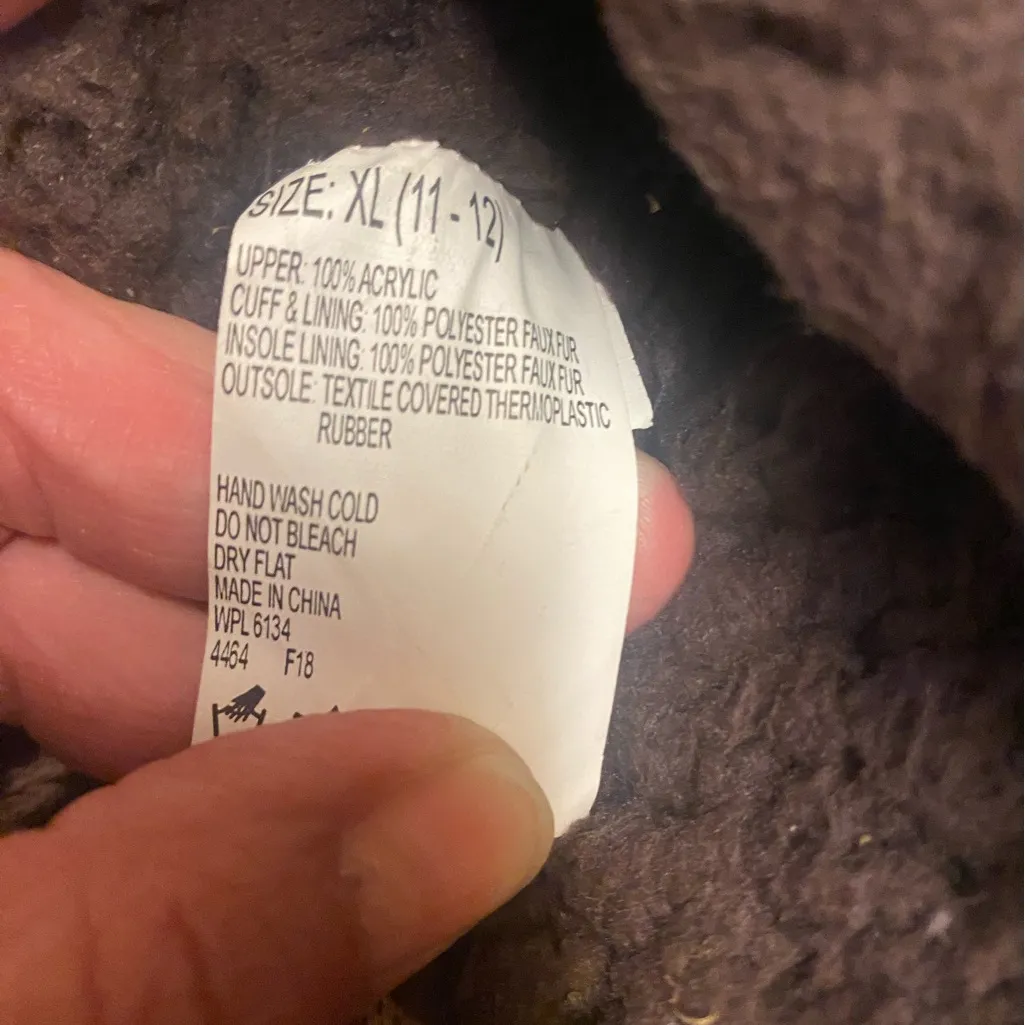 SIZE: XL (11 - 12)
UPPER: 100% ACRYLIC
CUFF & LINING: 100% POLYESTER FAUX FUR
INSOLE LINING: 100% POLYESTER FAUX FUR
OUTSOLE: TEXTILE COVERED THERMOPLASTIC
RUBBER
HAND WASH COLD
DO NOT BLEACH
DRY FLAT
MADE IN CHINA
WPL 6134
4464 F18